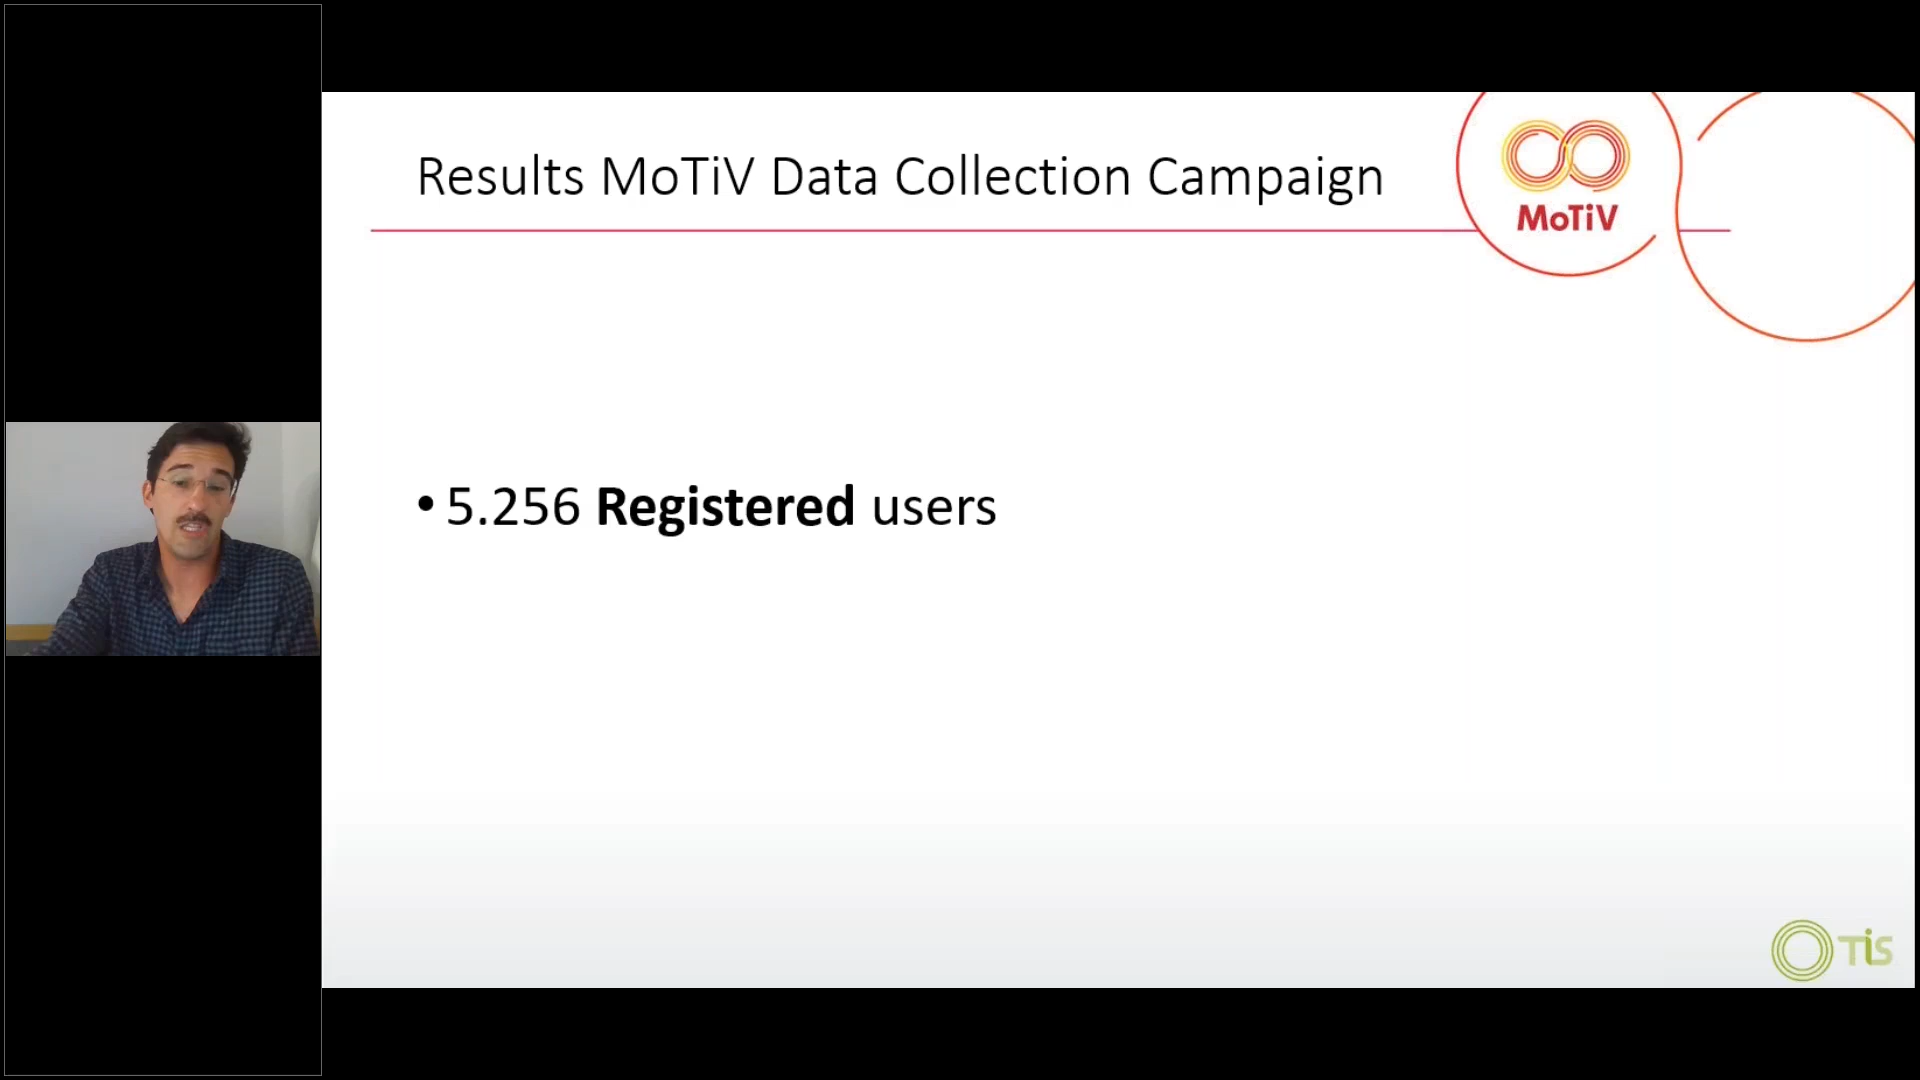 Results MoTiV Data Collection Campaign
MoTiV
• 5.256 Registered users
TiS